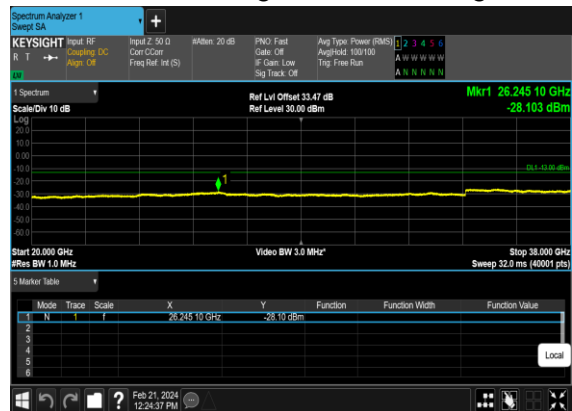 Spectrum Analyzer 1
Swept SA
+
KEYSIGHT Input: RF Input Z: 50 Ω #Atten: 20 dB PNO: Fast Avg Type: Power (RMS) 1 2 3 4 5 6
R T Coupling: DC Corr CCorr Gate: Off Avg|Hold: 100/100 A W W W W W
Align: Off Freq Ref: Int (S) IF Gain: Low Trig: Free Run
Sig Track: Off A N N N N N
LXI
1 Spectrum Ref Lvl Offset 33.47 dB Mkr1 26.245 10 GHz
Scale/Div 10 dB Ref Level 30.00 dBm -28.103 dBm
Log
20.0
10.0
0.00
-10.0 DL1 -13.00 dBm
-20.0 1
-30.0
-40.0
-50.0
-60.0
Start 20.000 GHz Video BW 3.0 MHz* Stop 38.000 GHz
#Res BW 1.0 MHz Sweep 32.0 ms (40001 pts)
5 Marker Table
Mode Trace Scale X Y Function Function Width Function Value
1 N 1 f 26.245 10 GHz -28.10 dBm
2
3
4
5
6
Local
? Feb 21, 2024
12:24:37 PM